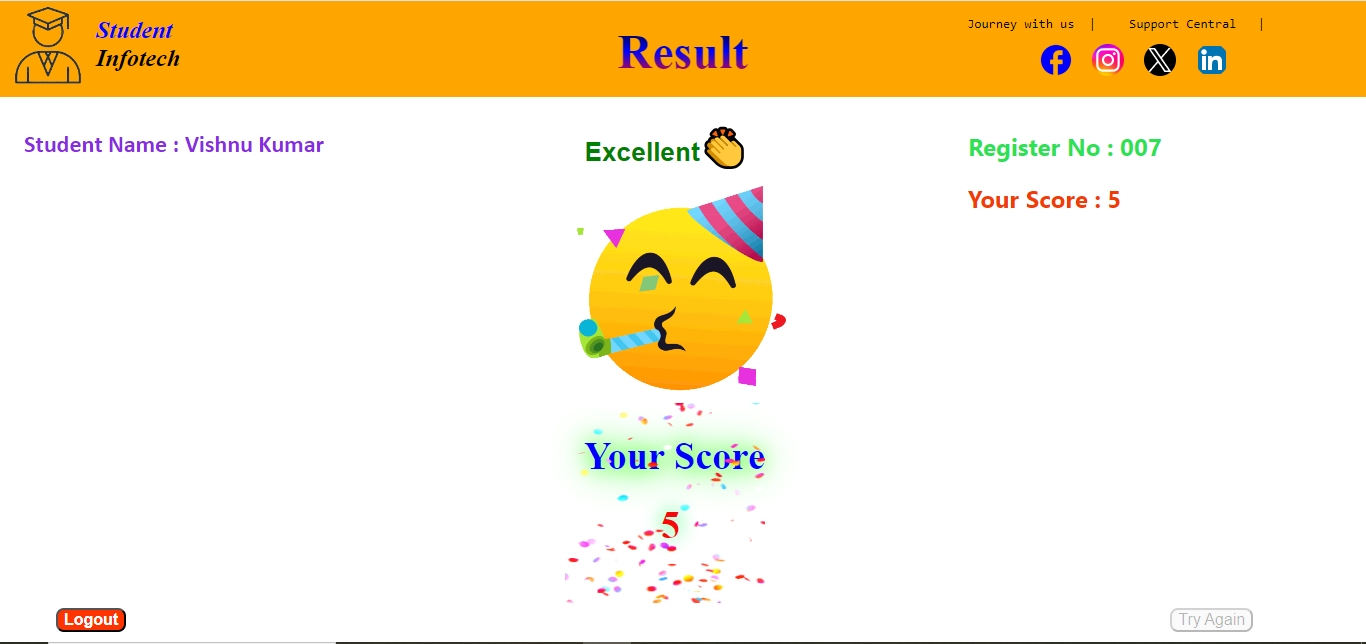 Student
Infotech
Result
Journey with us | Support Central |
Student Name : Vishnu Kumar
Excellent
Register No : 007
Your Score : 5
Your Score
5
Logout
Try Again